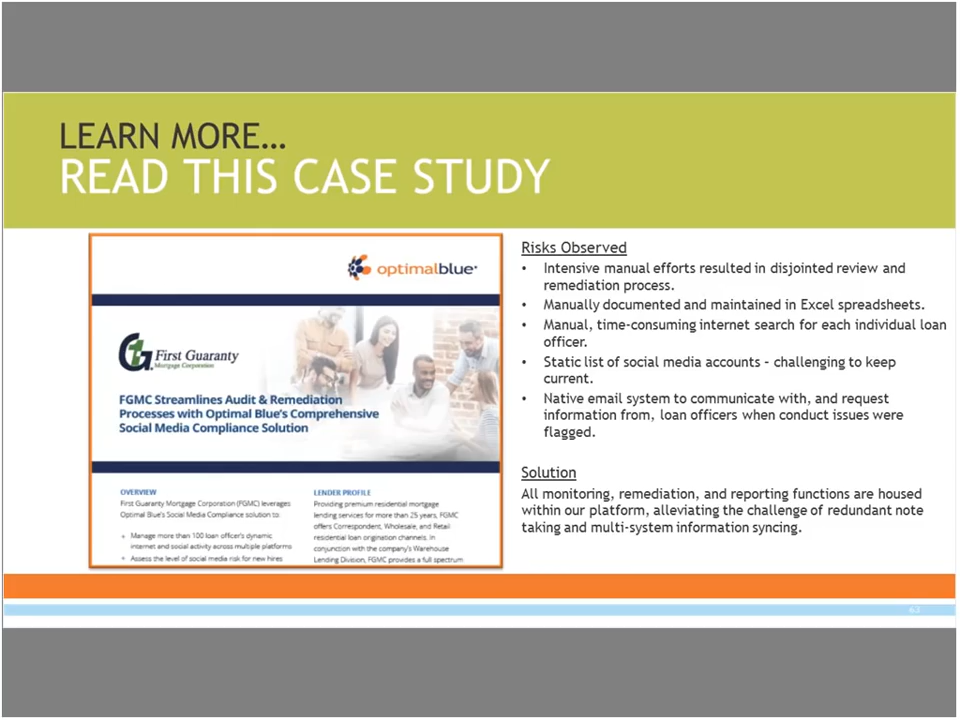 LEARN MORE…
READ THIS CASE STUDY
optimalblue
First Guaranty
Mortgage Corporation
FGMC Streamlines Audit & Remediation
Processes with Optimal Blue's Comprehensive
Social Media Compliance Solution
OVERVIEW
First Guaranty Mortgage Corporation (FGMC) leverages
Optimal Blue's Social Media Compliance solution to:
Manage more than 100 loan officer's dynamic
internet and social activity across multiple platforms
Assess the level of social media risk for new hires
LENDER PROFILE
Providing premium residential mortgage
lending services for more than 25 years, FGMC
offers Correspondent, Wholesale, and Retail
residential loan origination channels. In
conjunction with the company's Warehouse
Lending Division, FGMC provides a full spectrum
Risks Observed
• Intensive manual efforts resulted in disjointed review and
remediation process.
• Manually documented and maintained in Excel spreadsheets.
• Manual, time-consuming internet search for each individual loan
officer.
• Static list of social media accounts – challenging to keep
current.
• Native email system to communicate with, and request
information from, loan officers when conduct issues were
flagged.
Solution
All monitoring, remediation, and reporting functions are housed
within our platform, alleviating the challenge of redundant note
taking and multi-system information syncing.
63